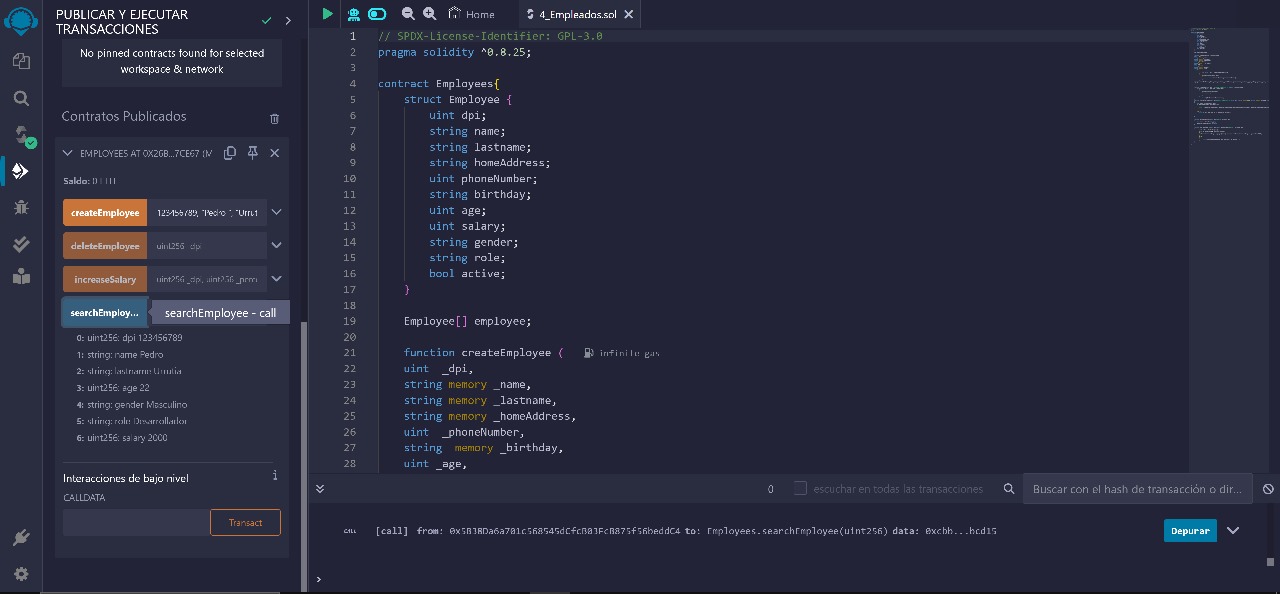 PUBLICAR Y EJECUTAR
TRANSACCIONES
No pinned contracts found for selected
workspace & network
Contratos Publicados
EMPLOYEES AT 0X26B...7CE67 (M
Saldo: 0 ETH
createEmployee 123456789, "Pedro ", "Urrut
deleteEmployee uint256 _dpi
increaseSalary uint256 _dpi, uint256 _perce
searchEmploy... searchEmployee - call
0: uint256: dpi 123456789
1: string: name Pedro
2: string: lastname Urrutia
3: uint256: age 22
4: string: gender Masculino
5: string: role Desarrollador
6: uint256: salary 2000
Interacciones de bajo nivel i
CALLDATA
Transact
Home 4_Empleados.sol
1 // SPDX-License-Identifier: GPL-3.0
2 pragma solidity ^0.8.25;
3
4 contract Employees{
5 struct Employee {
6 uint dpi;
7 string name;
8 string lastname;
9 string homeAddress;
10 uint phoneNumber;
11 string birthday;
12 uint age;
13 uint salary;
14 string gender;
15 string role;
16 bool active;
17 }
18
19 Employee[] employee;
20
21 function createEmployee ( infinite gas
22 uint _dpi,
23 string memory _name,
24 string memory _lastname,
25 string memory _homeAddress,
26 uint _phoneNumber,
27 string memory _birthday,
28 uint _age,
0 escuchar en todas las transacciones Buscar con el hash de transacción o dir...
CALL [call] from: 0x5B38Da6a701c568545dCfcB03FcB875f56beddC4 to: Employees.searchEmployee(uint256) data: 0xcbb...bcd15 Depurar
>